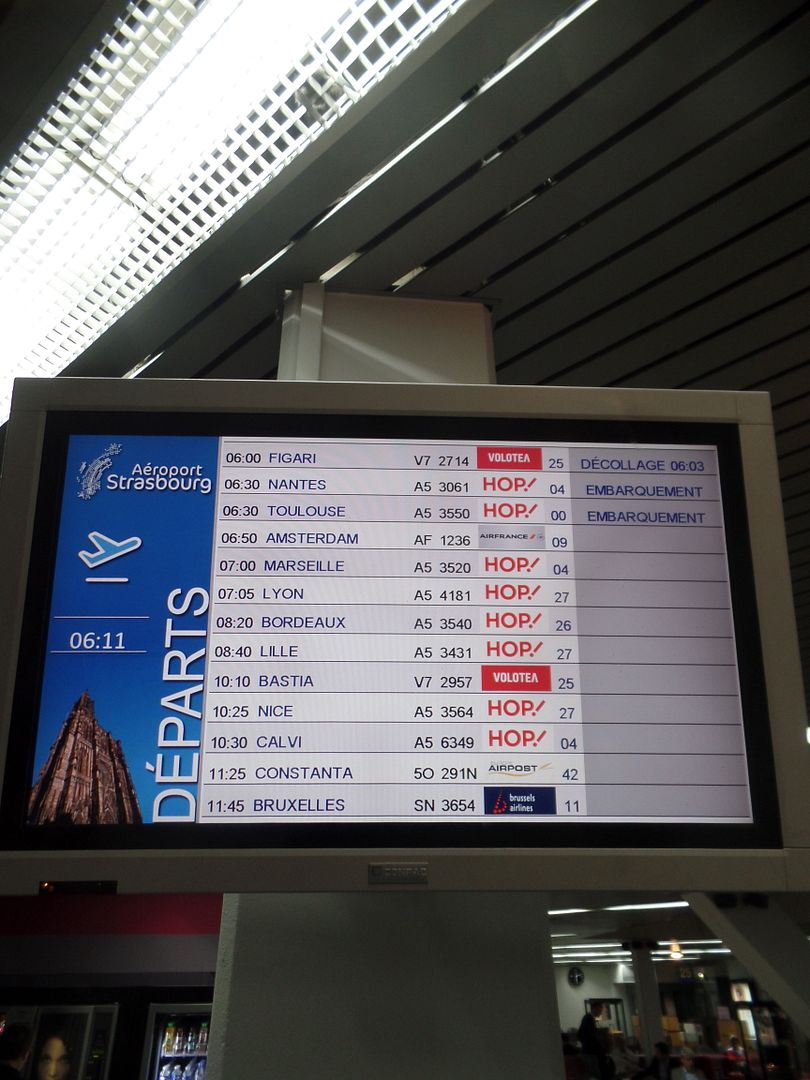 Aéroport
Strasbourg
06:11
DÉPARTS
06:00 FIGARI V7 2714 VOLOTEA 25 DÉCOLLAGE 06:03
06:30 NANTES A5 3061 HOP! 04 EMBARQUEMENT
06:30 TOULOUSE A5 3550 HOP! 00 EMBARQUEMENT
06:50 AMSTERDAM AF 1236 AIRFRANCE 09
07:00 MARSEILLE A5 3520 HOP! 04
07:05 LYON A5 4181 HOP! 27
08:20 BORDEAUX A5 3540 HOP! 26
08:40 LILLE A5 3431 HOP! 27
10:10 BASTIA V7 2957 VOLOTEA 25
10:25 NICE A5 3564 HOP! 27
10:30 CALVI A5 6349 HOP! 04
11:25 CONSTANTA 5O 291N AIRPOST 42
11:45 BRUXELLES SN 3654 brussels airlines 11
COMPAQ
25